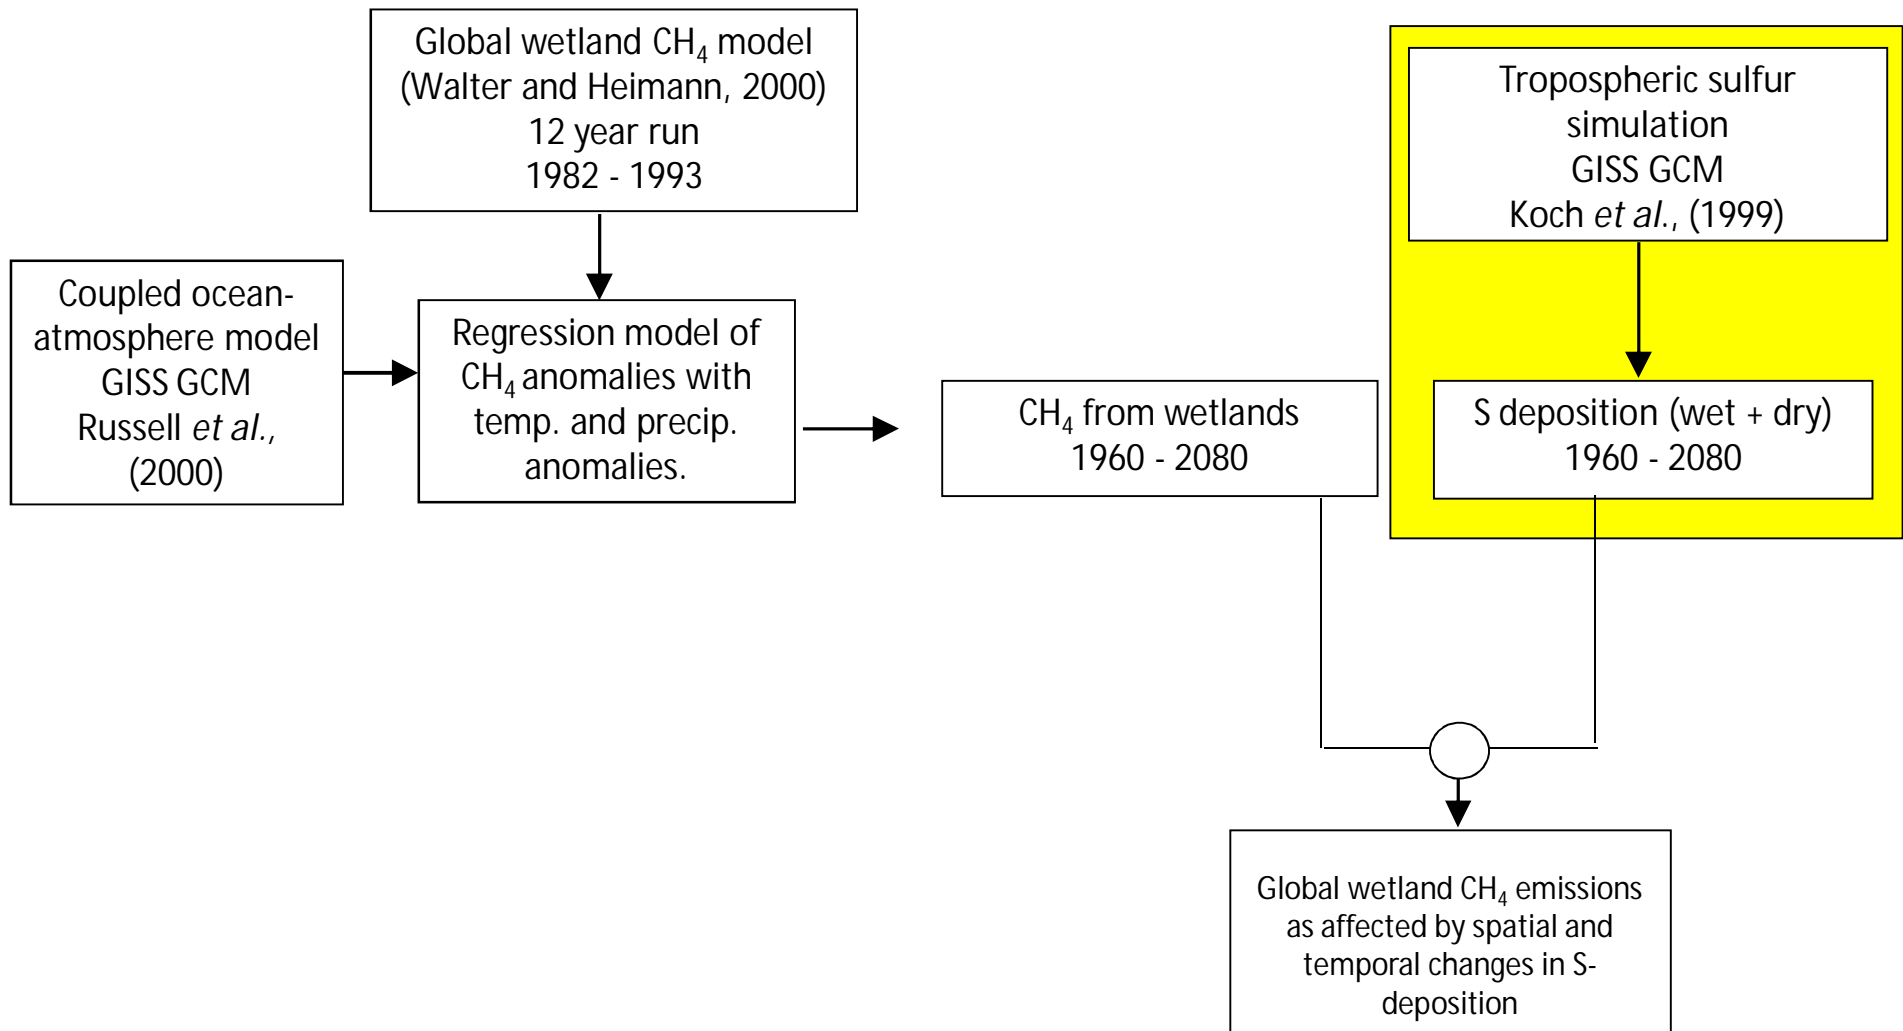 Global wetland CH₄ model
(Walter and Heimann, 2000)
12 year run
1982 - 1993
Tropospheric sulfur
simulation
GISS GCM
Koch et al., (1999)
Coupled ocean-
atmosphere model
GISS GCM
Russell et al.,
(2000)
Regression model of
CH₄ anomalies with
temp. and precip.
anomalies.
CH₄ from wetlands
1960 - 2080
S deposition (wet + dry)
1960 - 2080
Global wetland CH₄ emissions
as affected by spatial and
temporal changes in S-
deposition